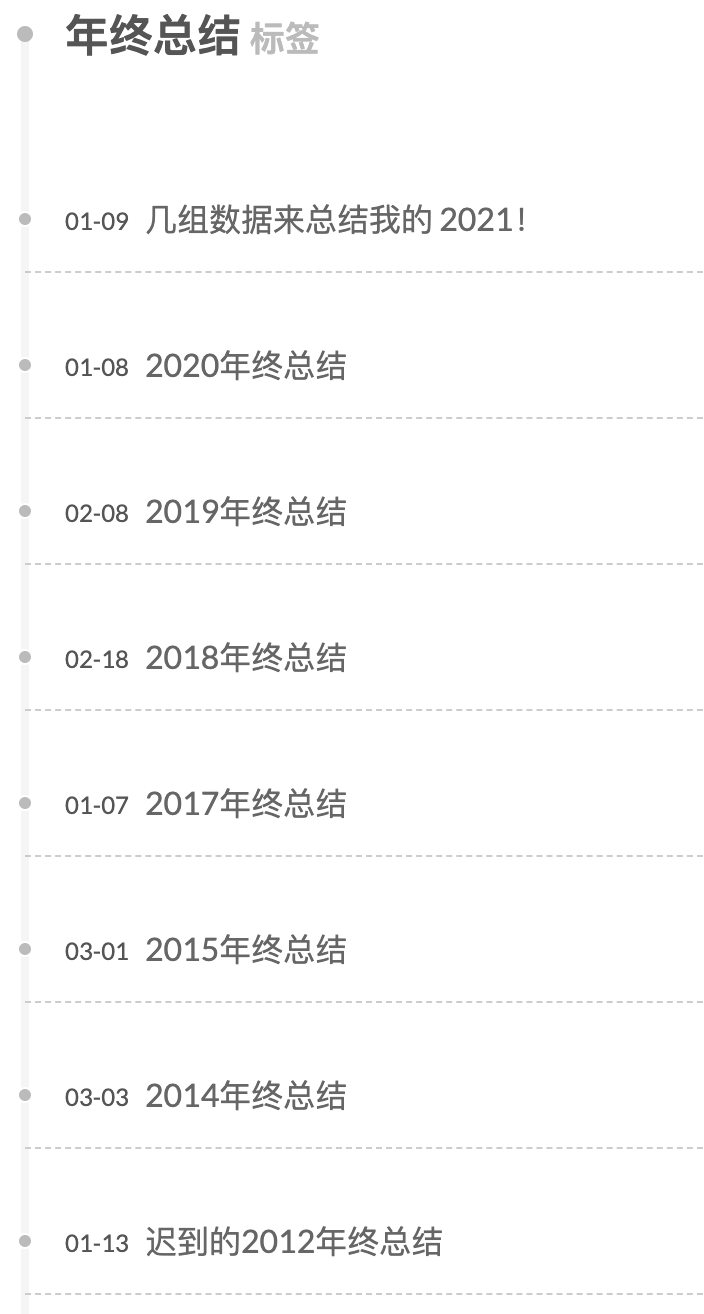 年终总结 标签
01-09 几组数据来总结我的 2021！
01-08 2020年终总结
02-08 2019年终总结
02-18 2018年终总结
01-07 2017年终总结
03-01 2015年终总结
03-03 2014年终总结
01-13 迟到的2012年终总结